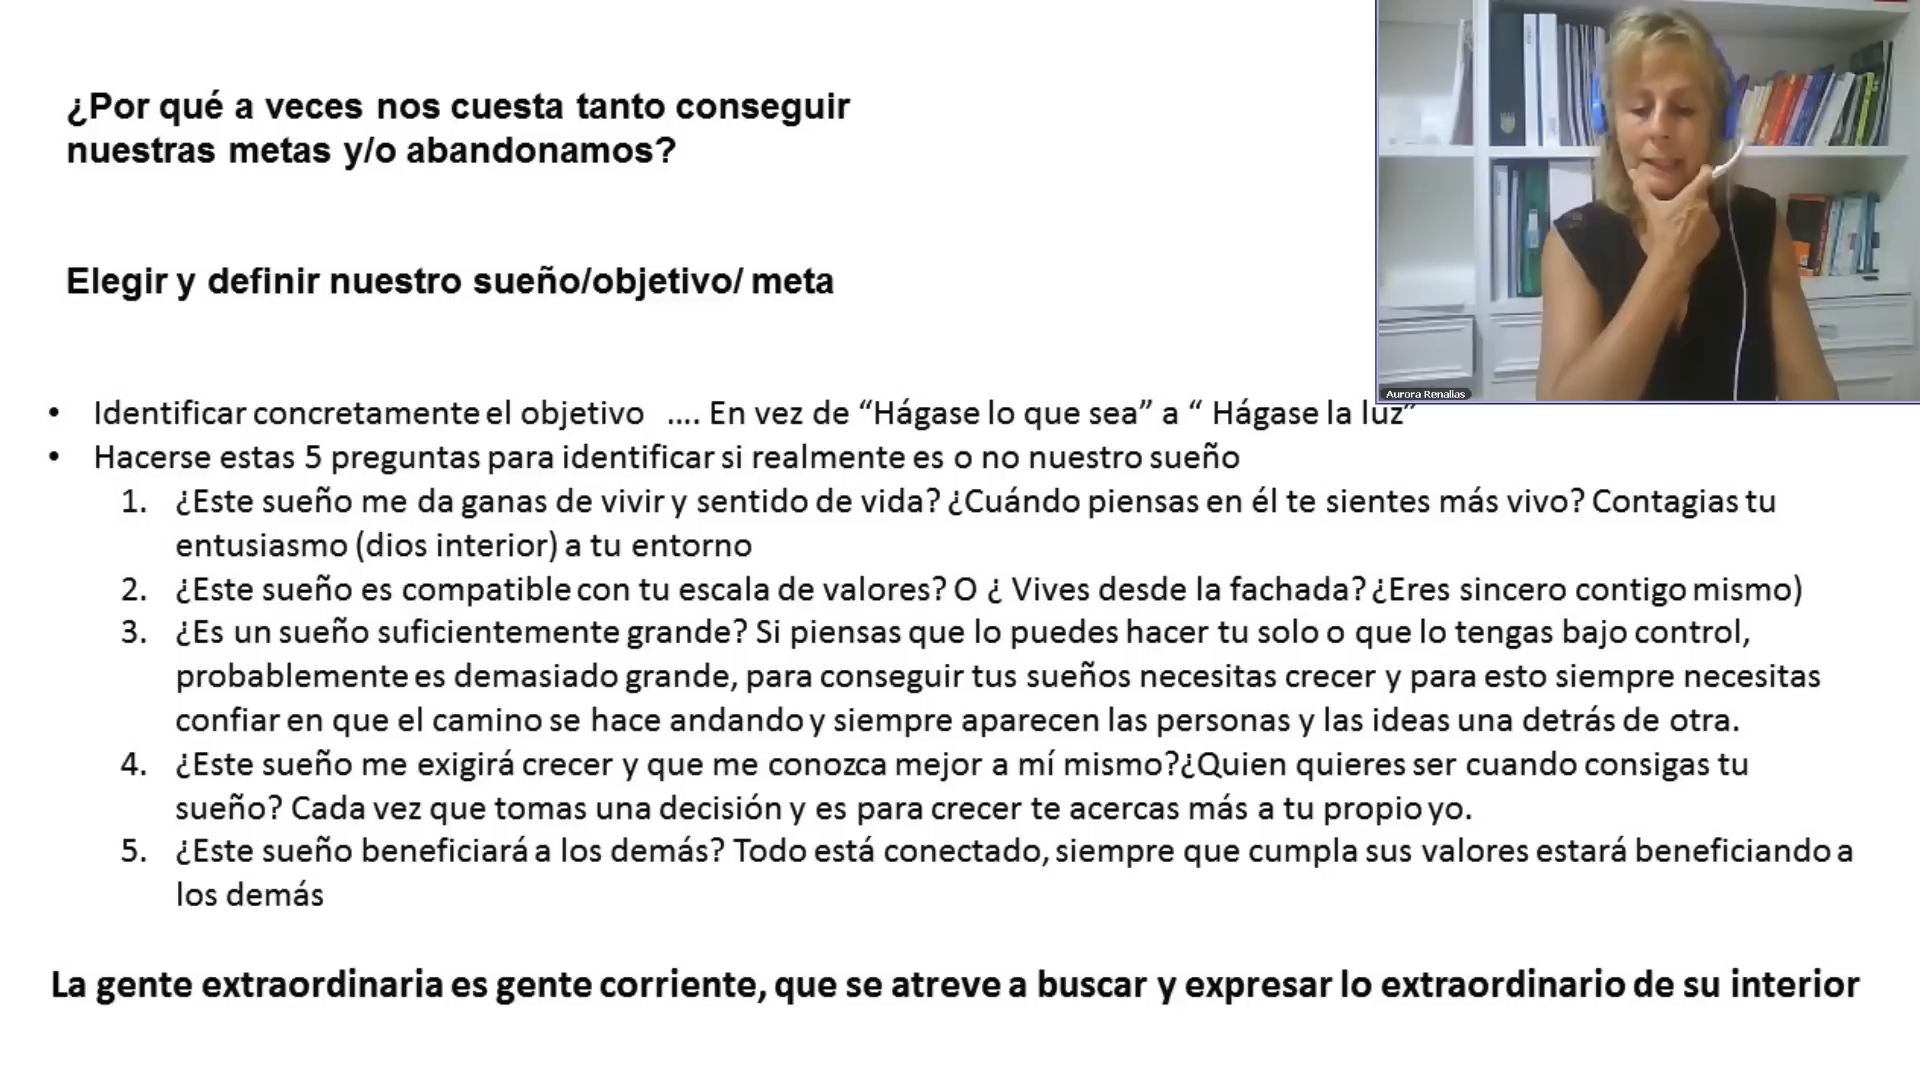 ¿Por qué a veces nos cuesta tanto conseguir
nuestras metas y/o abandonamos?
Elegir y definir nuestro sueño/objetivo/ meta
Aurora Renalias
• Identificar concretamente el objetivo .... En vez de “Hágase lo que sea” a “ Hágase la luz”
• Hacerse estas 5 preguntas para identificar si realmente es o no nuestro sueño
1. ¿Este sueño me da ganas de vivir y sentido de vida? ¿Cuándo piensas en él te sientes más vivo? Contagias tu
entusiasmo (dios interior) a tu entorno
2. ¿Este sueño es compatible con tu escala de valores? O ¿ Vives desde la fachada? ¿Eres sincero contigo mismo)
3. ¿Es un sueño suficientemente grande? Si piensas que lo puedes hacer tu solo o que lo tengas bajo control,
probablemente es demasiado grande, para conseguir tus sueños necesitas crecer y para esto siempre necesitas
confiar en que el camino se hace andando y siempre aparecen las personas y las ideas una detrás de otra.
4. ¿Este sueño me exigirá crecer y que me conozca mejor a mí mismo?¿Quien quieres ser cuando consigas tu
sueño? Cada vez que tomas una decisión y es para crecer te acercas más a tu propio yo.
5. ¿Este sueño beneficiará a los demás? Todo está conectado, siempre que cumpla sus valores estará beneficiando a
los demás
La gente extraordinaria es gente corriente, que se atreve a buscar y expresar lo extraordinario de su interior